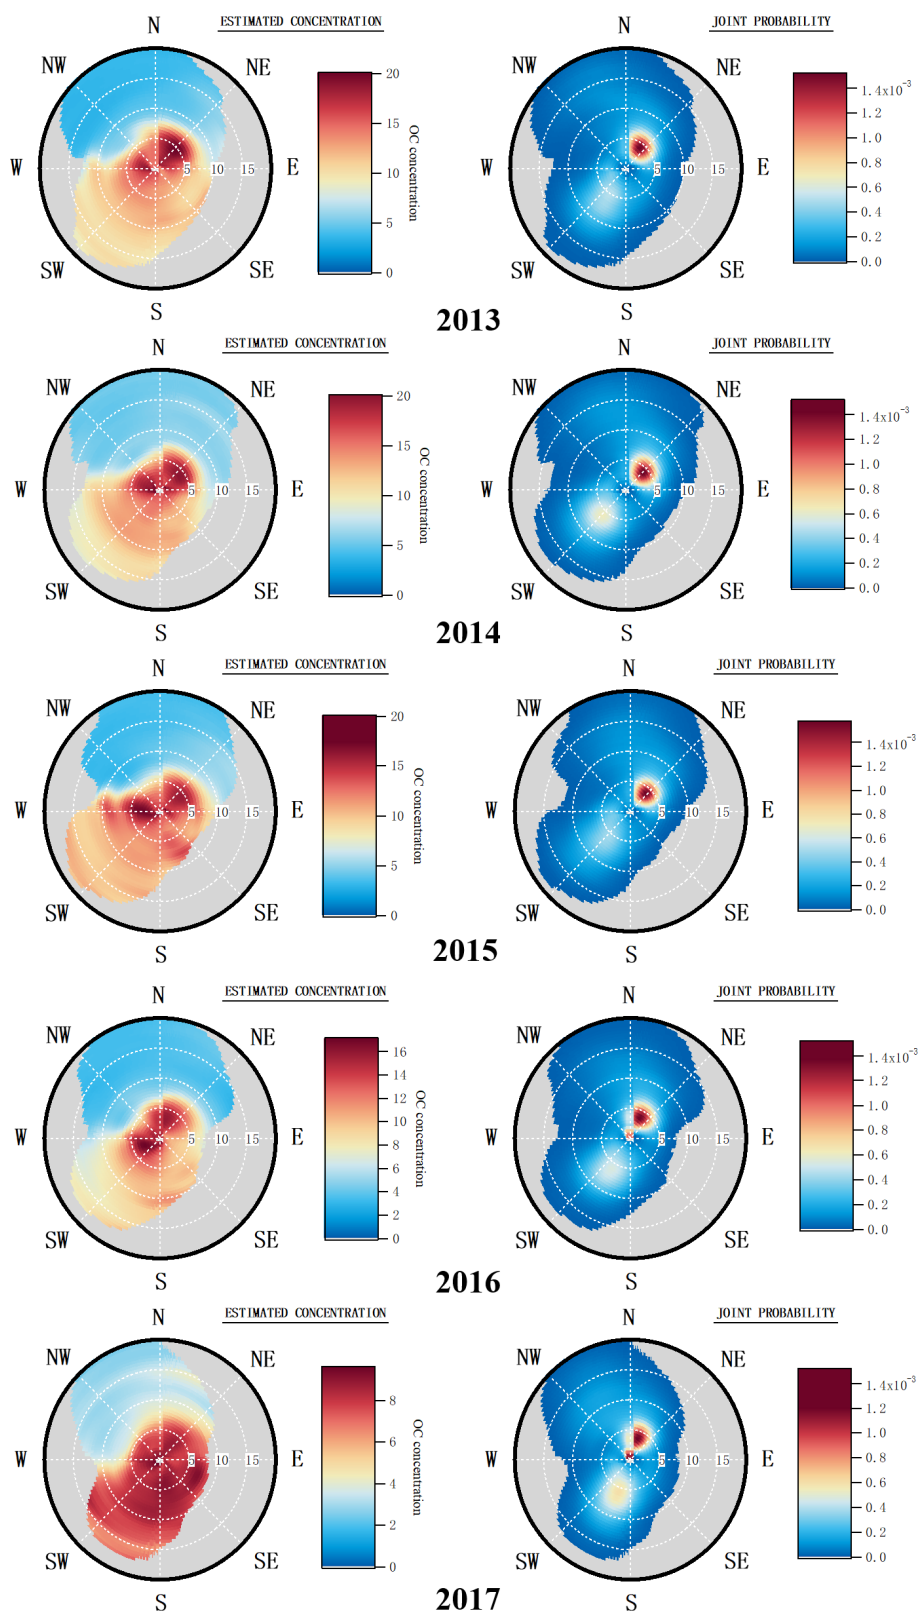 ESTIMATED CONCENTRATION
JOINT PROBABILITY
N
N
NW
NE
NW
NE
W
5
10
15
E
W
5
10
15
E
SW
SE
SW
SE
S
S
20
15
10
5
0
OC concentration
1.4x10-3
1.2
1.0
0.8
0.6
0.4
0.2
0.0
2013
ESTIMATED CONCENTRATION
JOINT PROBABILITY
N
N
NW
NE
NW
NE
W
5
10
15
E
W
5
10
15
E
SW
SE
SW
SE
S
S
20
15
10
5
0
OC concentration
1.4x10-3
1.2
1.0
0.8
0.6
0.4
0.2
0.0
2014
ESTIMATED CONCENTRATION
JOINT PROBABILITY
N
N
NW
NE
NW
NE
W
5
10
15
E
W
5
10
15
E
SW
SE
SW
SE
S
S
20
15
10
5
0
OC concentration
1.4x10-3
1.2
1.0
0.8
0.6
0.4
0.2
0.0
2015
ESTIMATED CONCENTRATION
JOINT PROBABILITY
N
N
NW
NE
NW
NE
W
5
10
15
E
W
5
10
15
E
SW
SE
SW
SE
S
S
16
14
12
10
8
6
4
2
0
OC concentration
1.4x10-3
1.2
1.0
0.8
0.6
0.4
0.2
0.0
2016
ESTIMATED CONCENTRATION
JOINT PROBABILITY
N
N
NW
NE
NW
NE
W
5
10
15
E
W
5
10
15
E
SW
SE
SW
SE
S
S
8
6
4
2
0
OC concentration
1.4x10-3
1.2
1.0
0.8
0.6
0.4
0.2
0.0
2017